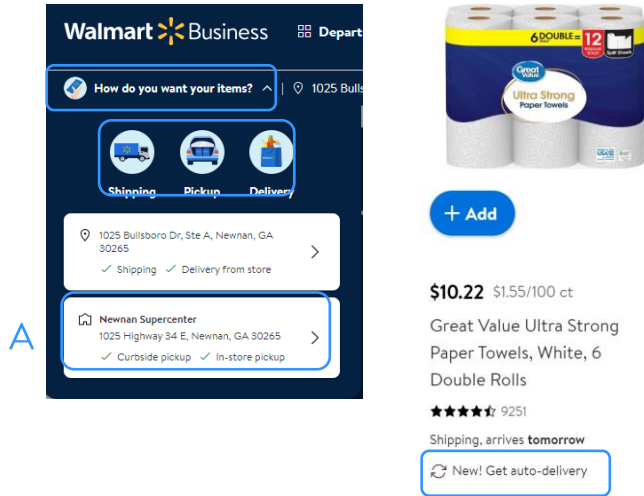 Walmart Business
Depart
How do you want your items?
1025 Bulls
Shipping Pickup Delivery
1025 Bullsboro Dr, Ste A, Newnan, GA
30265
✓ Shipping ✓ Delivery from store
A
Newnan Supercenter
1025 Highway 34 E, Newnan, GA 30265
✓ Curbside pickup ✓ In-store pickup
6 DOUBLE = 12
Great Value
Ultra Strong
Paper Towels
+ Add
$10.22 $1.55/100 ct
Great Value Ultra Strong
Paper Towels, White, 6
Double Rolls
9251
Shipping, arrives tomorrow
New! Get auto-delivery